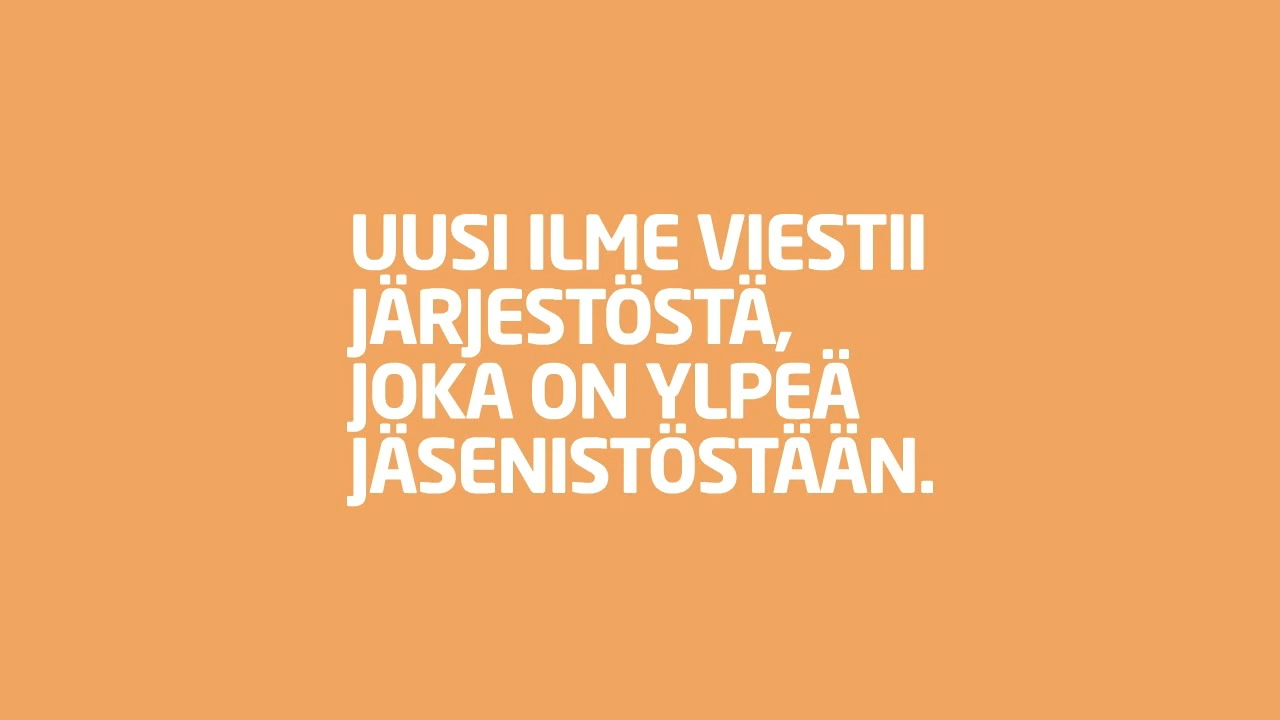 UUSI ILME VIESTII
JÄRJESTÖSTÄ,
JOKA ON YLPEÄ
JÄSENISTÖSTÄÄN.